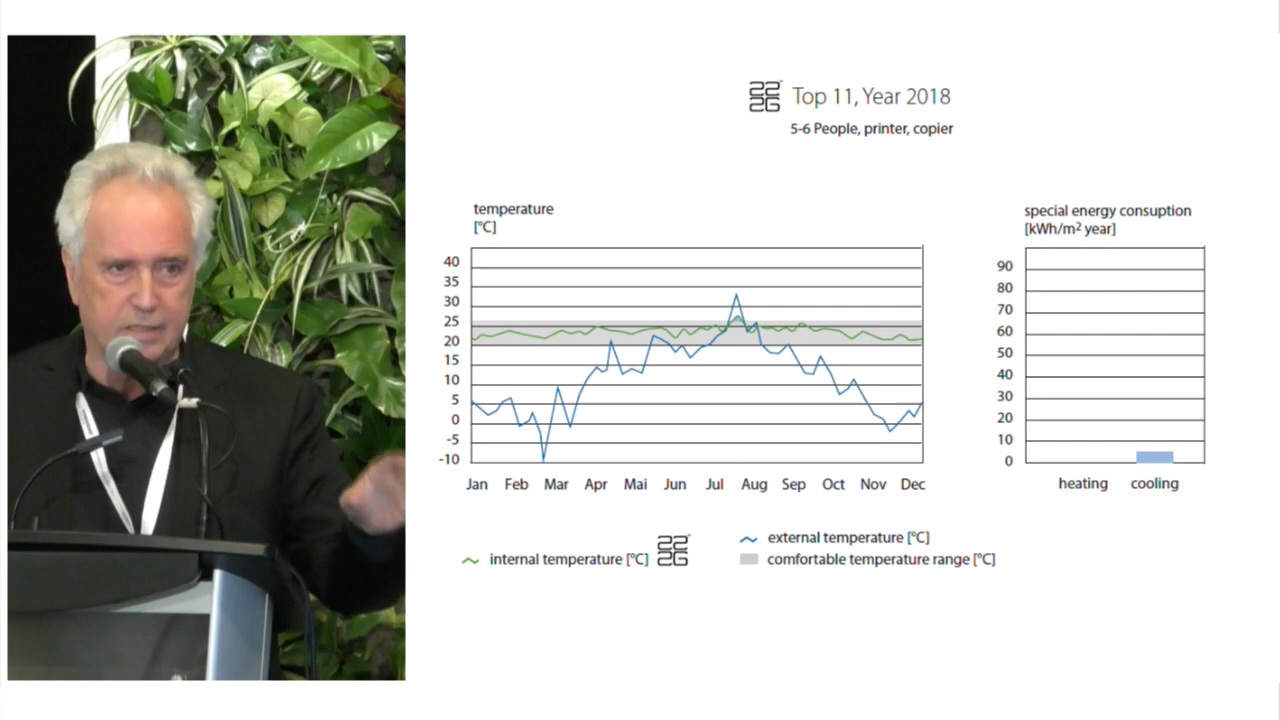 2226
Top 11, Year 2018
5-6 People, printer, copier
temperature
[°C]
40
35
30
25
20
15
10
5
0
-5
-10
Jan Feb Mar Apr Mai Jun Jul Aug Sep Oct Nov Dec
special energy consuption
[kWh/m² year]
90
80
70
60
50
40
30
20
10
0
heating cooling
internal temperature [°C] 2226
external temperature [°C]
comfortable temperature range [°C]